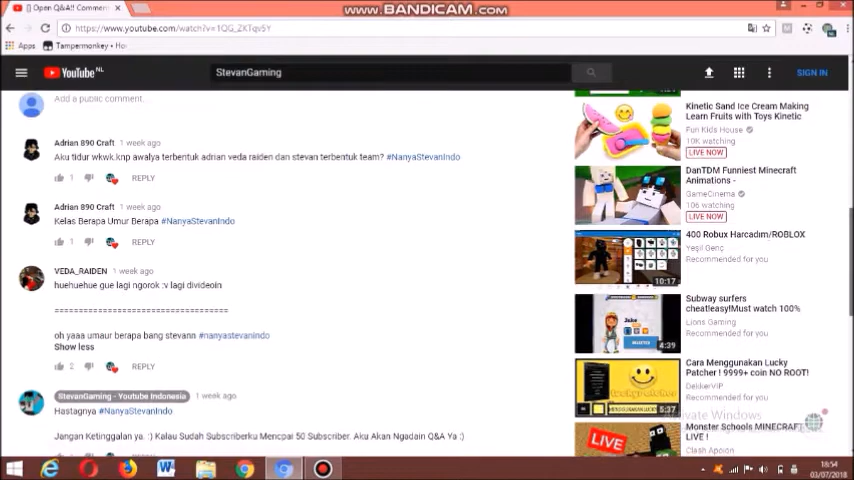 WWW.BANDICAM.COM
[] Open Q&A!! Comment
https://www.youtube.com/watch?v=1QG_ZKTqv5Y
Apps
Tampermonkey • Ho
YouTube NL
StevanGaming
SIGN IN
Add a public comment...
Adrian 890 Craft 1 week ago
Aku tidur wkwk.knp awalya terbentuk adrian veda raiden dan stevan terbentuk team? #NanyaStevanIndo
1 REPLY
Adrian 890 Craft 1 week ago
Kelas Berapa Umur Berapa #NanyaStevanIndo
1 REPLY
VEDA_RAIDEN 1 week ago
huehuehue gue lagi ngorok :v lagi divideoin
==================================
oh yaaa umaur berapa bang stevann #nanyastevanindo
Show less
2 REPLY
StevanGaming - Youtube Indonesia 1 week ago
Hastagnya #NanyaStevanIndo
Jangan Ketinggalan ya. :) Kalau Sudah Subscriberku Mencpai 50 Subscriber. Aku Akan Ngadain Q&A Ya :)
Kinetic Sand Ice Cream Making
Learn Fruits with Toys Kinetic
Fun Kids House
10K watching
LIVE NOW
DanTDM Funniest Minecraft
Animations -
GameCinema
106 watching
LIVE NOW
400 Robux Harcadım/ROBLOX
Yeşil Genç
Recommended for you
10:17
Subway surfers
cheat!easy!Must watch 100%
Lions Gaming
Recommended for you
Jake
4:39
Cara Menggunakan Lucky
Patcher ! 9999+ coin NO ROOT!
DekkerViP
Recommended for you
5:37
Activate Windows
Monster Schools MINECRAFT
LIVE !
Clash Apolon
LIVE
18:54
03/07/2018